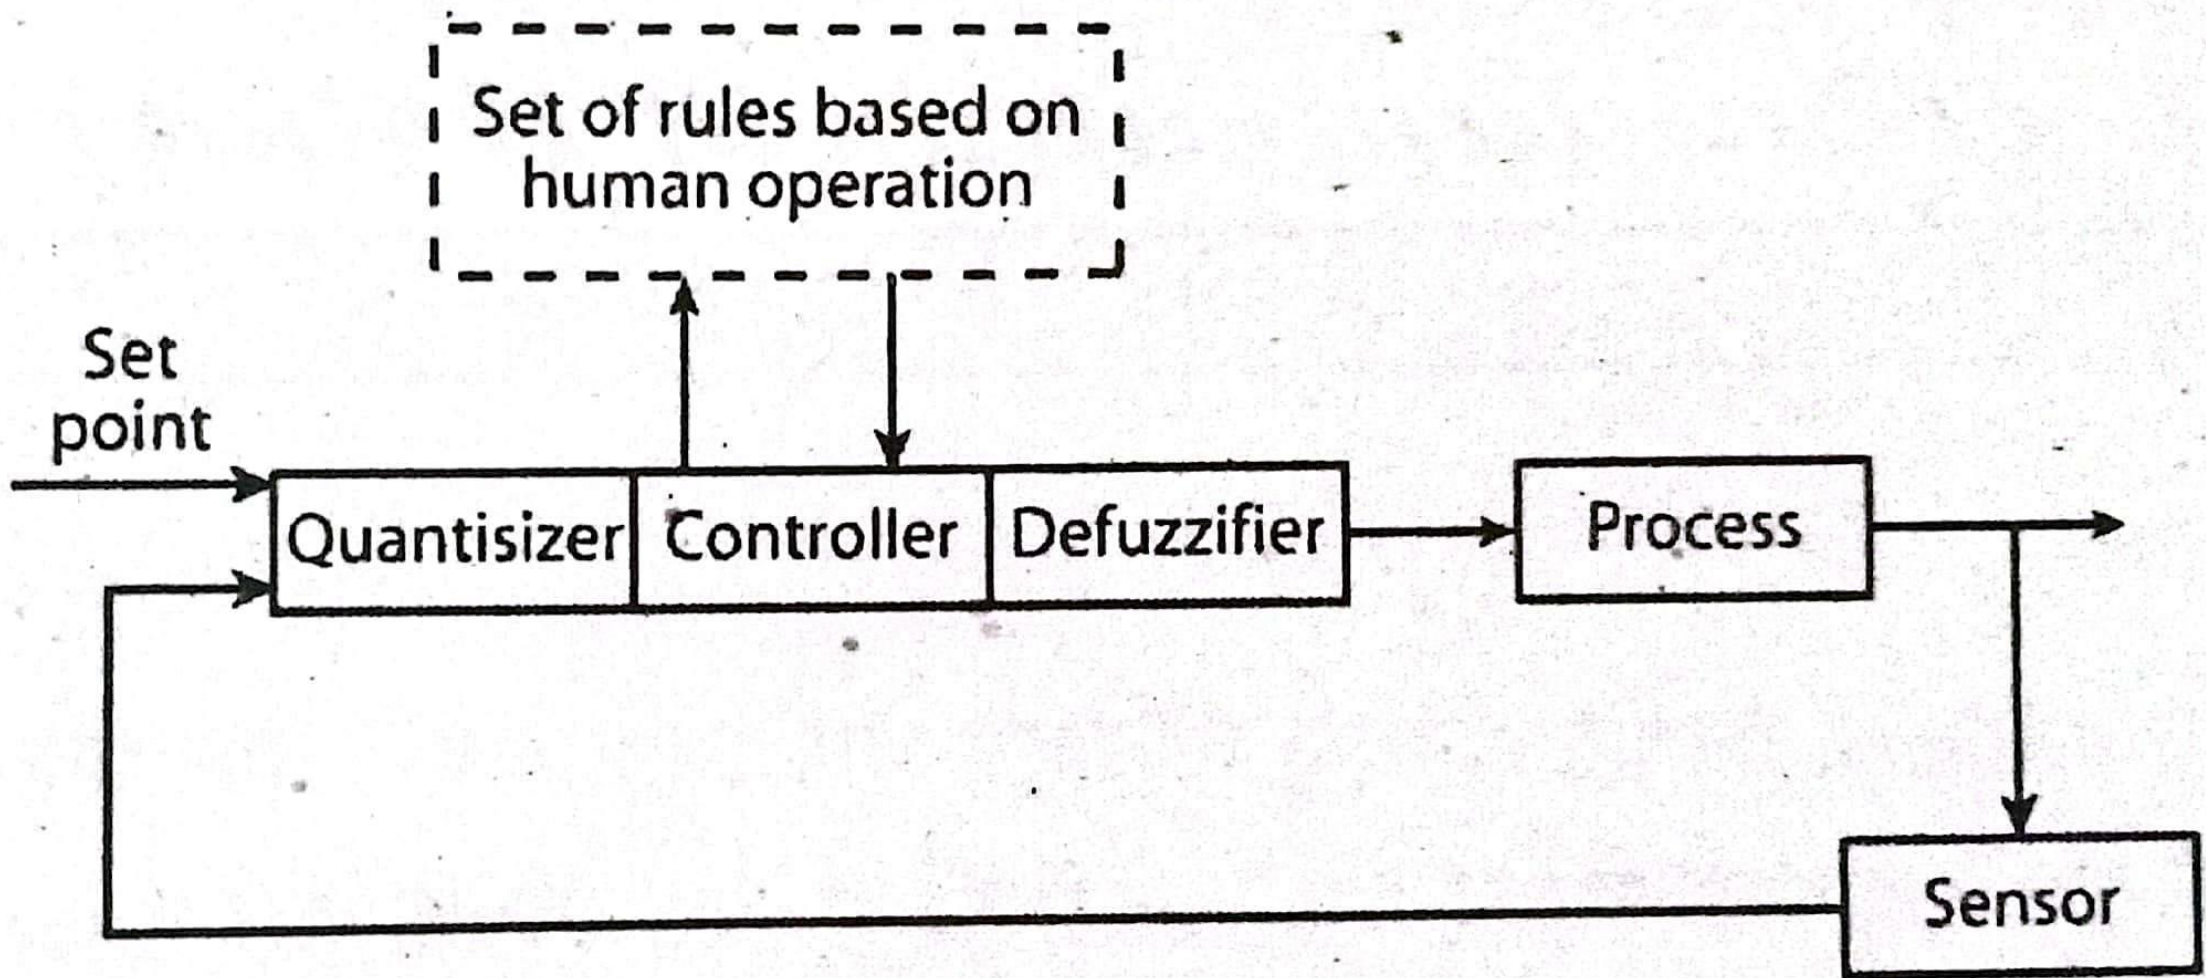 Set of rules based on
human operation
Set
point
Quantisizer
Controller
Defuzzifier
Process
Sensor